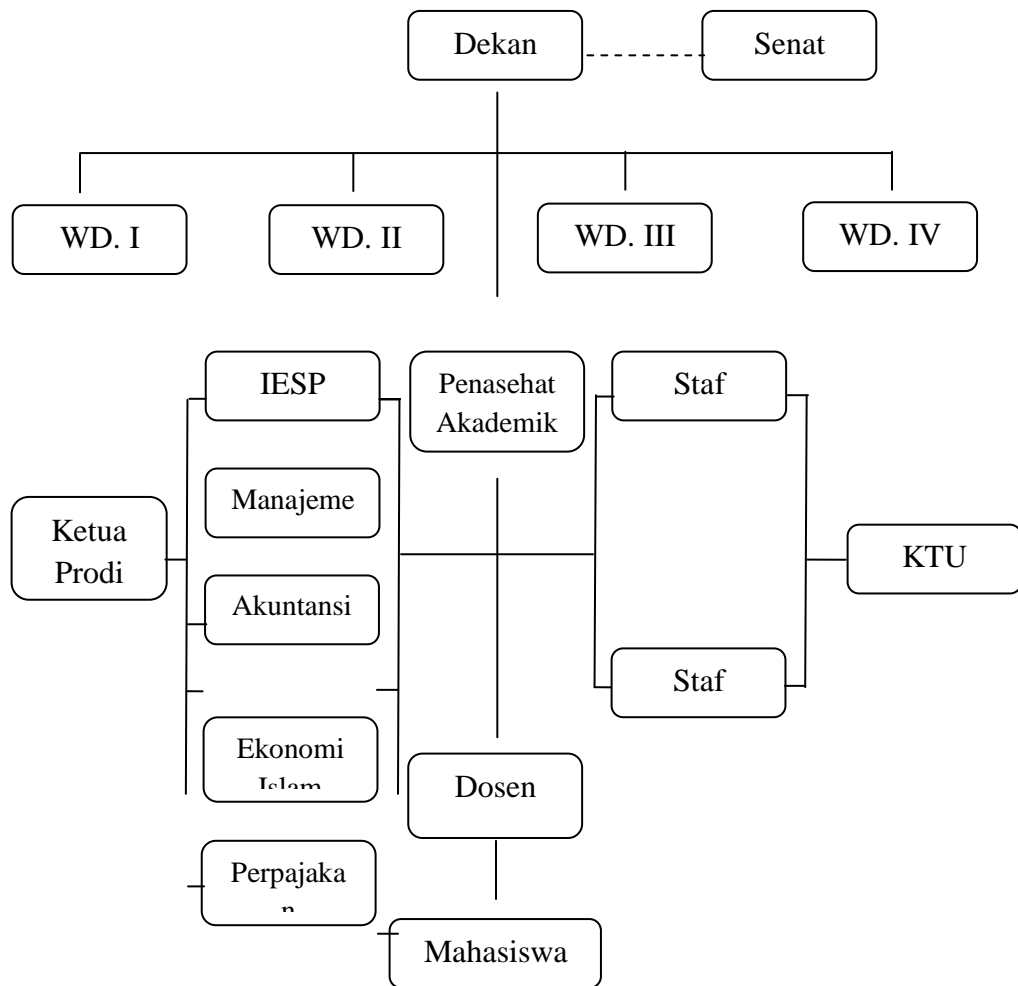 Dekan
Senat
WD. I
WD. II
WD. III
WD. IV
IESP
Penasehat
Akademik
Staf
Manajeme
Ketua
Prodi
KTU
Akuntansi
Staf
Ekonomi
Islam
Dosen
Perpajaka
n
Mahasiswa